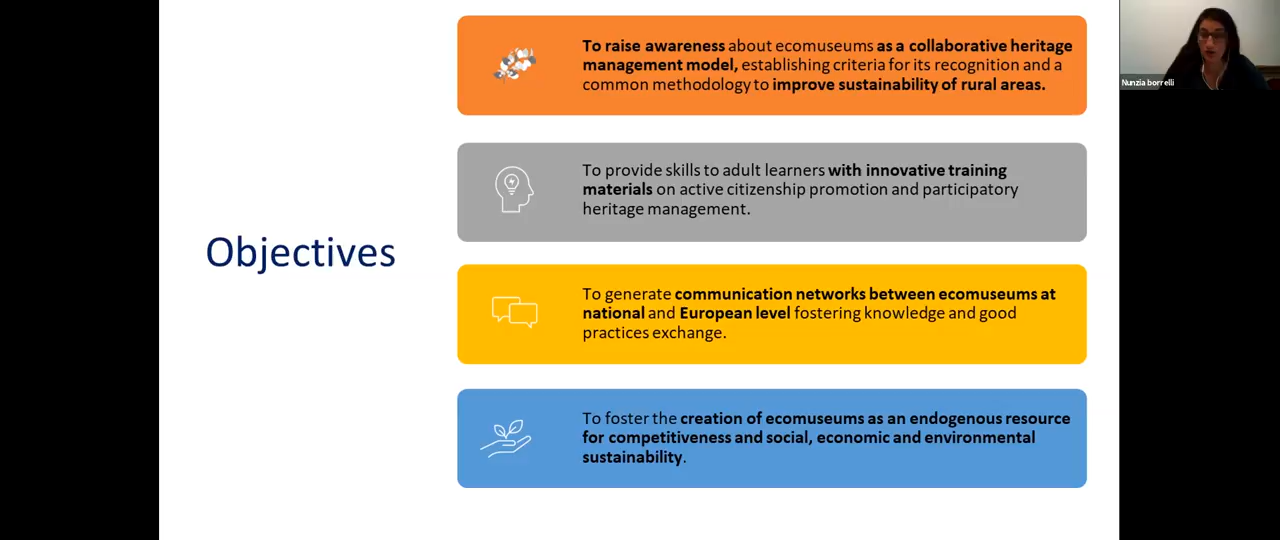 To raise awareness about ecomuseums as a collaborative heritage
management model, establishing criteria for its recognition and a
common methodology to improve sustainability of rural areas.
Nunzia borrelli
To provide skills to adult learners with innovative training
materials on active citizenship promotion and participatory
heritage management.
Objectives
To generate communication networks between ecomuseums at
national and European level fostering knowledge and good
practices exchange.
To foster the creation of ecomuseums as an endogenous resource
for competitiveness and social, economic and environmental
sustainability.